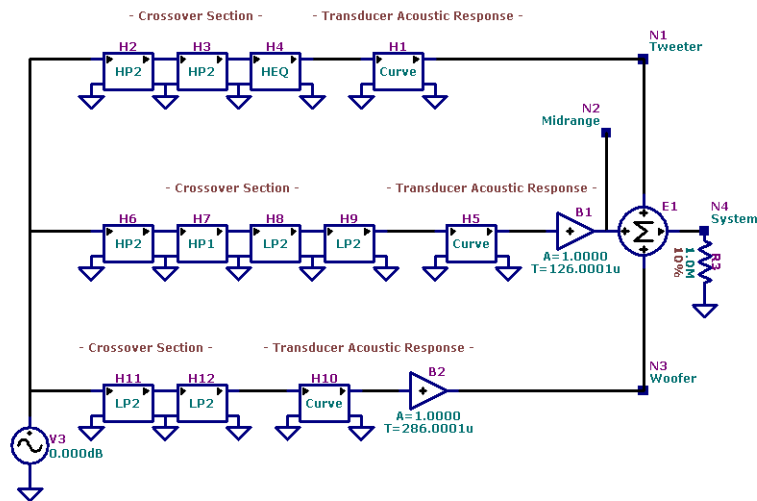 - Crossover Section - - Transducer Acoustic Response - N1
H2 H3 H4 H1 Tweeter
HP2 HP2 HEQ Curve
N2
Midrange
- Crossover Section - - Transducer Acoustic Response -
H6 H7 H8 H9 H5 B1 E1 N4
System
HP2 HP1 LP2 LP2 Curve
Σ
A=1.0000
T=126.0001u
R3
1.0M
10%
- Crossover Section - - Transducer Acoustic Response -
H11 H12 H10 B2 N3
Woofer
LP2 LP2 Curve
A=1.0000
T=286.0001u
V3
0.000dB